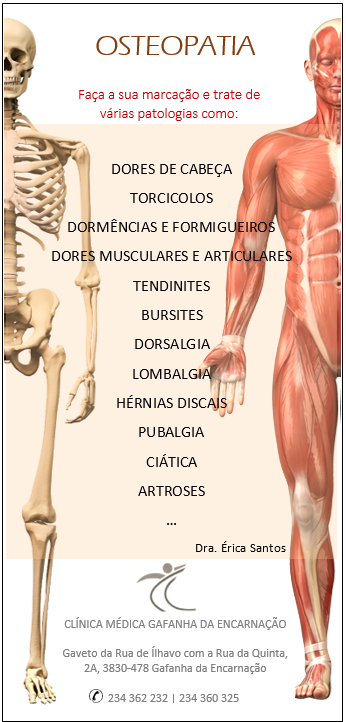 OSTEOPATIA
Faça a sua marcação e trate de
várias patologias como:
DORES DE CABEÇA
TORCICOLOS
DORMÊNCIAS E FORMIGUEIROS
DORES MUSCULARES E ARTICULARES
TENDINITES
BURSITES
DORSALGIA
LOMBALGIA
HÉRNIAS DISCAIS
PUBALGIA
CIÁTICA
ARTROSES
...
Dra. Érica Santos
CLÍNICA MÉDICA GAFANHA DA ENCARNAÇÃO
Gaveto da Rua de Ílhavo com a Rua da Quinta,
2A, 3830-478 Gafanha da Encarnação
234 362 232 | 234 360 325